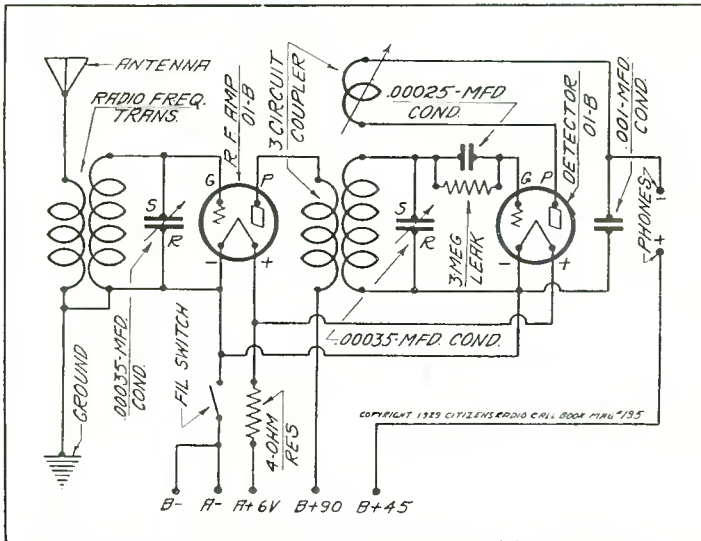 ANTENNA
RADIO FREQ.
TRANS.
R.F. AMP
01-B
3 CIRCUIT
COUPLER
.00025-MFD
COND.
DETECTOR
01-B
.001-MFD.
COND.
G
P
S
R
-
+
G
P
S
R
-
+
3-MEG
LEAK
PHONES
-
+
.00035-MFD.
COND.
GROUND
FIL SWITCH
4-OHM
RES
.00035-MFD. COND.
COPYRIGHT 1929 CITIZENS RADIO CALL BOOK MAG #195
B-
A-
A+6V
B+90
B+45